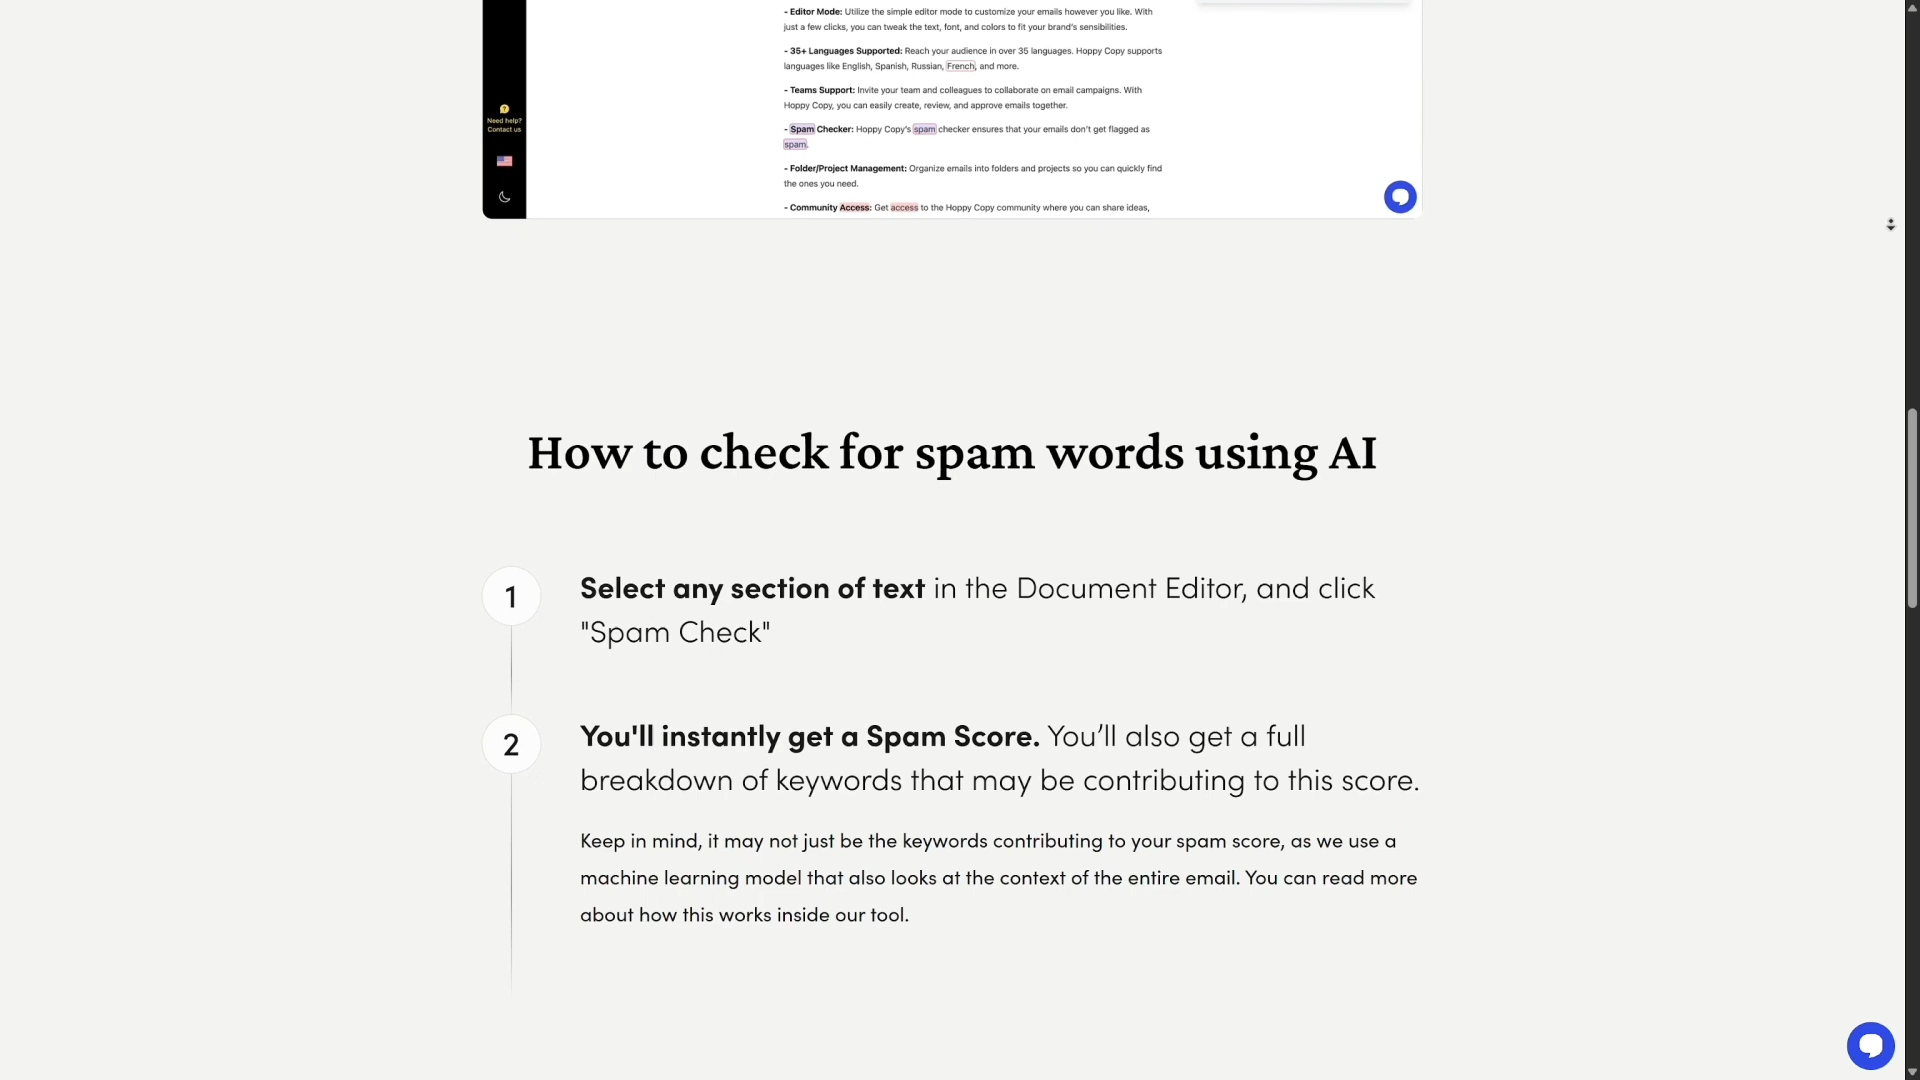 - Editor Mode: Utilize the simple editor mode to customize your emails however you like. With
just a few clicks, you can tweak the text, font, and colors to fit your brand's sensibilities.
- 35+ Languages Supported: Reach your audience in over 35 languages. Hoppy Copy supports
languages like English, Spanish, Russian, French, and more.
- Teams Support: Invite your team and colleagues to collaborate on email campaigns. With
Hoppy Copy, you can easily create, review, and approve emails together.
- Spam Checker: Hoppy Copy's spam checker ensures that your emails don't get flagged as
spam.
- Folder/Project Management: Organize emails into folders and projects so you can quickly find
the ones you need.
- Community Access: Get access to the Hoppy Copy community where you can share ideas,
?
Need help?
Contact us
How to check for spam words using AI
1
Select any section of text in the Document Editor, and click
"Spam Check"
2
You'll instantly get a Spam Score. You’ll also get a full
breakdown of keywords that may be contributing to this score.
Keep in mind, it may not just be the keywords contributing to your spam score, as we use a
machine learning model that also looks at the context of the entire email. You can read more
about how this works inside our tool.